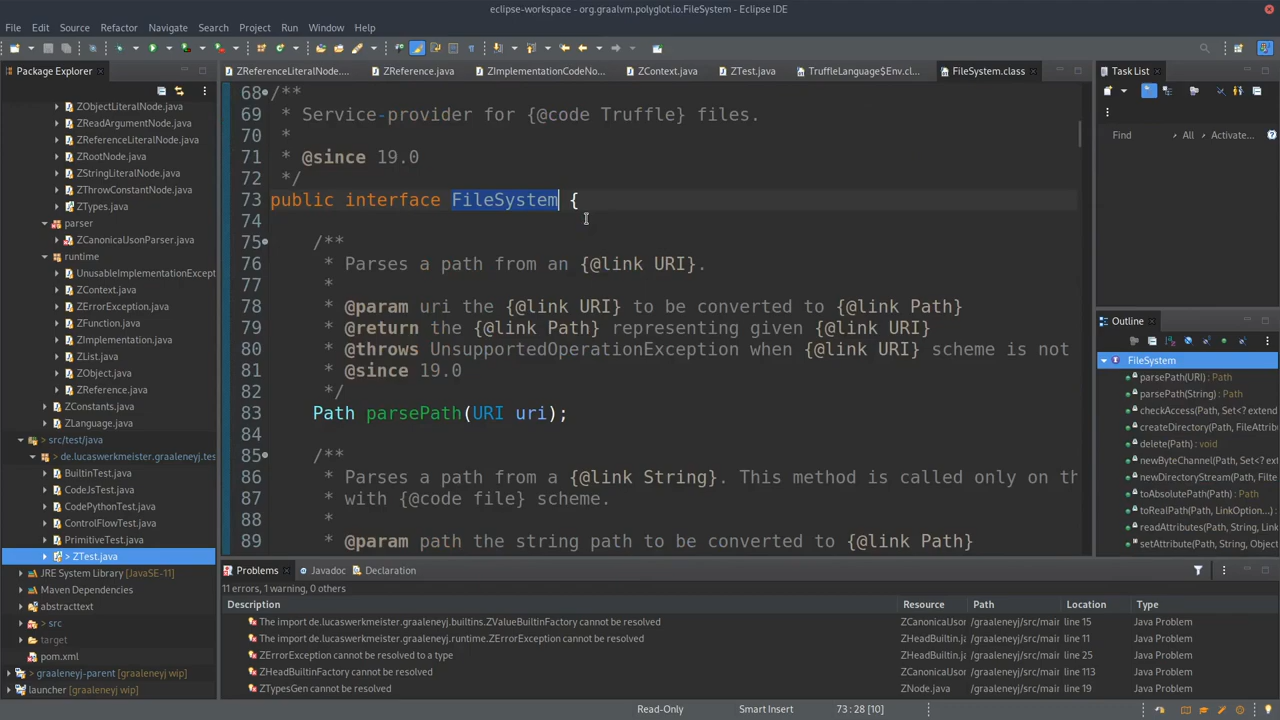 eclipse-workspace - org.graalvm.polyglot.io.FileSystem - Eclipse IDE
File Edit Source Refactor Navigate Search Project Run Window Help
Package Explorer
ZReferenceLiteralNode....
ZReference.java
ZImplementationCodeNo...
ZContext.java
ZTest.java
TruffleLanguage$Env.cl...
FileSystem.class
Task List
ZObjectLiteralNode.java
ZReadArgumentNode.java
ZReferenceLiteralNode.java
ZRootNode.java
ZStringLiteralNode.java
ZThrowConstantNode.java
ZTypes.java
parser
ZCanonicalJsonParser.java
runtime
UnusableImplementationExcept
ZContext.java
ZErrorException.java
ZFunction.java
ZImplementation.java
ZList.java
ZObject.java
ZReference.java
ZConstants.java
ZLanguage.java
> src/test/java
> de.lucaswerkmeister.graaleneyj.tes
BuiltinTest.java
CodeJsTest.java
CodePythonTest.java
ControlFlowTest.java
PrimitiveTest.java
> ZTest.java
JRE System Library [JavaSE-11]
Maven Dependencies
abstracttext
> src
target
pom.xml
> graaleneyj-parent [graaleneyj wip]
launcher [graaleneyj wip]
68 /**
69 * Service-provider for {@code Truffle} files.
70 *
71 * @since 19.0
72 */
73 public interface FileSystem {
74
75 /**
76 * Parses a path from an {@link URI}.
77 *
78 * @param uri the {@link URI} to be converted to {@link Path}
79 * @return the {@link Path} representing given {@link URI}
80 * @throws UnsupportedOperationException when {@link URI} scheme is not
81 * @since 19.0
82 */
83 Path parsePath(URI uri);
84
85 /**
86 * Parses a path from a {@link String}. This method is called only on th
87 * with {@code file} scheme.
88 *
89 * @param path the string path to be converted to {@link Path}
Find All Activate...
Outline
FileSystem
parsePath(URI) : Path
parsePath(String) : Path
checkAccess(Path, Set<? extend
createDirectory(Path, FileAttrib
delete(Path) : void
newByteChannel(Path, Set<? ext
newDirectoryStream(Path, Filte
toAbsolutePath(Path) : Path
toRealPath(Path, LinkOption...)
readAttributes(Path, String, Link
setAttribute(Path, String, Object
Problems Javadoc Declaration
11 errors, 1 warning, 0 others
Description Resource Path Location Type
The import de.lucaswerkmeister.graaleneyj.builtins.ZValueBuiltinFactory cannot be resolved ZCanonicalJsor /graaleneyj/src/main line 15 Java Problem
The import de.lucaswerkmeister.graaleneyj.runtime.ZErrorException cannot be resolved ZHeadBuiltin.ja /graaleneyj/src/main line 11 Java Problem
ZErrorException cannot be resolved to a type ZHeadBuiltin.ja /graaleneyj/src/main line 25 Java Problem
ZHeadBuiltinFactory cannot be resolved ZCanonicalJsor /graaleneyj/src/main line 113 Java Problem
ZTypesGen cannot be resolved ZNode.java /graaleneyj/src/main line 19 Java Problem
Read-Only Smart Insert 73 : 28 [10]